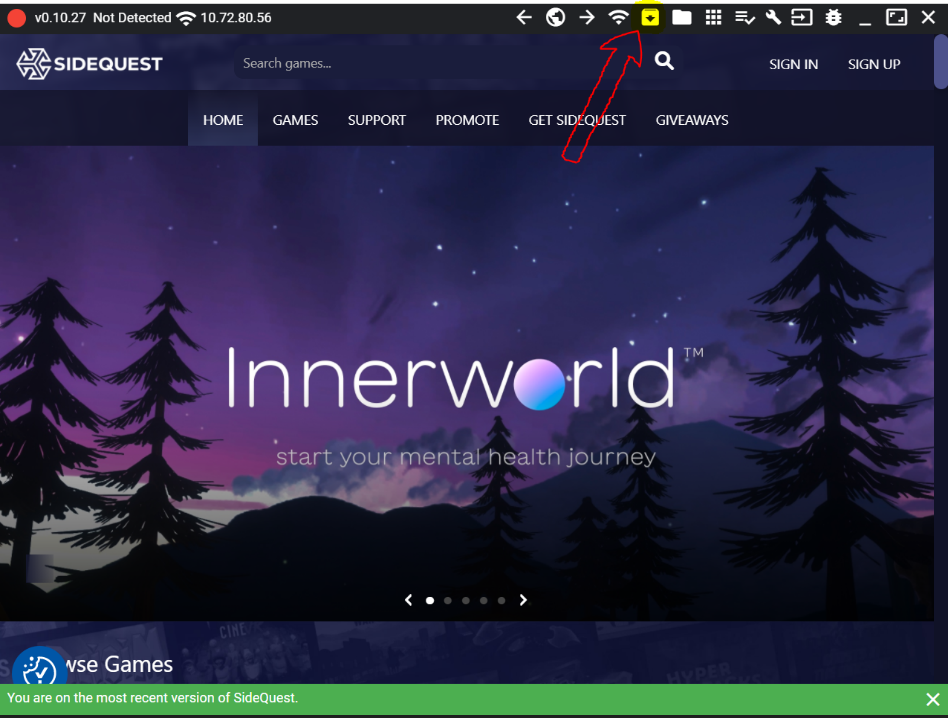 v0.10.27 Not Detected 10.72.80.56
SIDEQUEST
Search games...
SIGN IN SIGN UP
HOME GAMES SUPPORT PROMOTE GET SIDEQUEST GIVEAWAYS
Innerworld™
start your mental health journey
wse Games
HYPER
You are on the most recent version of SideQuest.